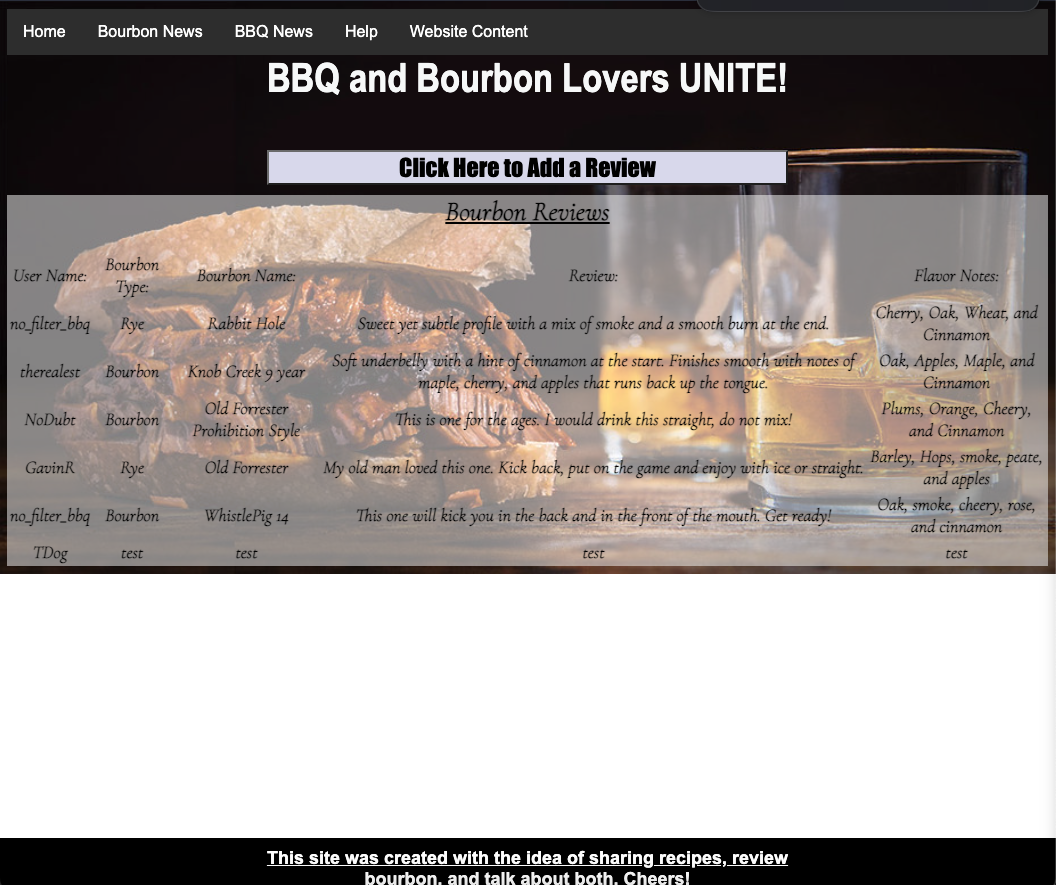 Home Bourbon News BBQ News Help Website Content
BBQ and Bourbon Lovers UNITE!
Click Here to Add a Review
Bourbon Reviews
User Name: Bourbon Type: Bourbon Name: Review: Flavor Notes:
no_filter_bbq Rye Rabbit Hole Sweet yet subtle profile with a mix of smoke and a smooth burn at the end. Cherry, Oak, Wheat, and Cinnamon
therealest Bourbon Knob Creek 9 year Soft underbelly with a hint of cinnamon at the start. Finishes smooth with notes of maple, cherry, and apples that runs back up the tongue. Oak, Apples, Maple, and Cinnamon
NoDubt Bourbon Old Forrester Prohibition Style This is one for the ages. I would drink this straight, do not mix! Plums, Orange, Cheery, and Cinnamon
GavinR Rye Old Forrester My old man loved this one. Kick back, put on the game and enjoy with ice or straight. Barley, Hops, smoke, peate, and apples
no_filter_bbq Bourbon WhistlePig 14 This one will kick you in the back and in the front of the mouth. Get ready! Oak, smoke, cheery, rose, and cinnamon
TDog test test test test
This site was created with the idea of sharing recipes, review
bourbon, and talk about both. Cheers!